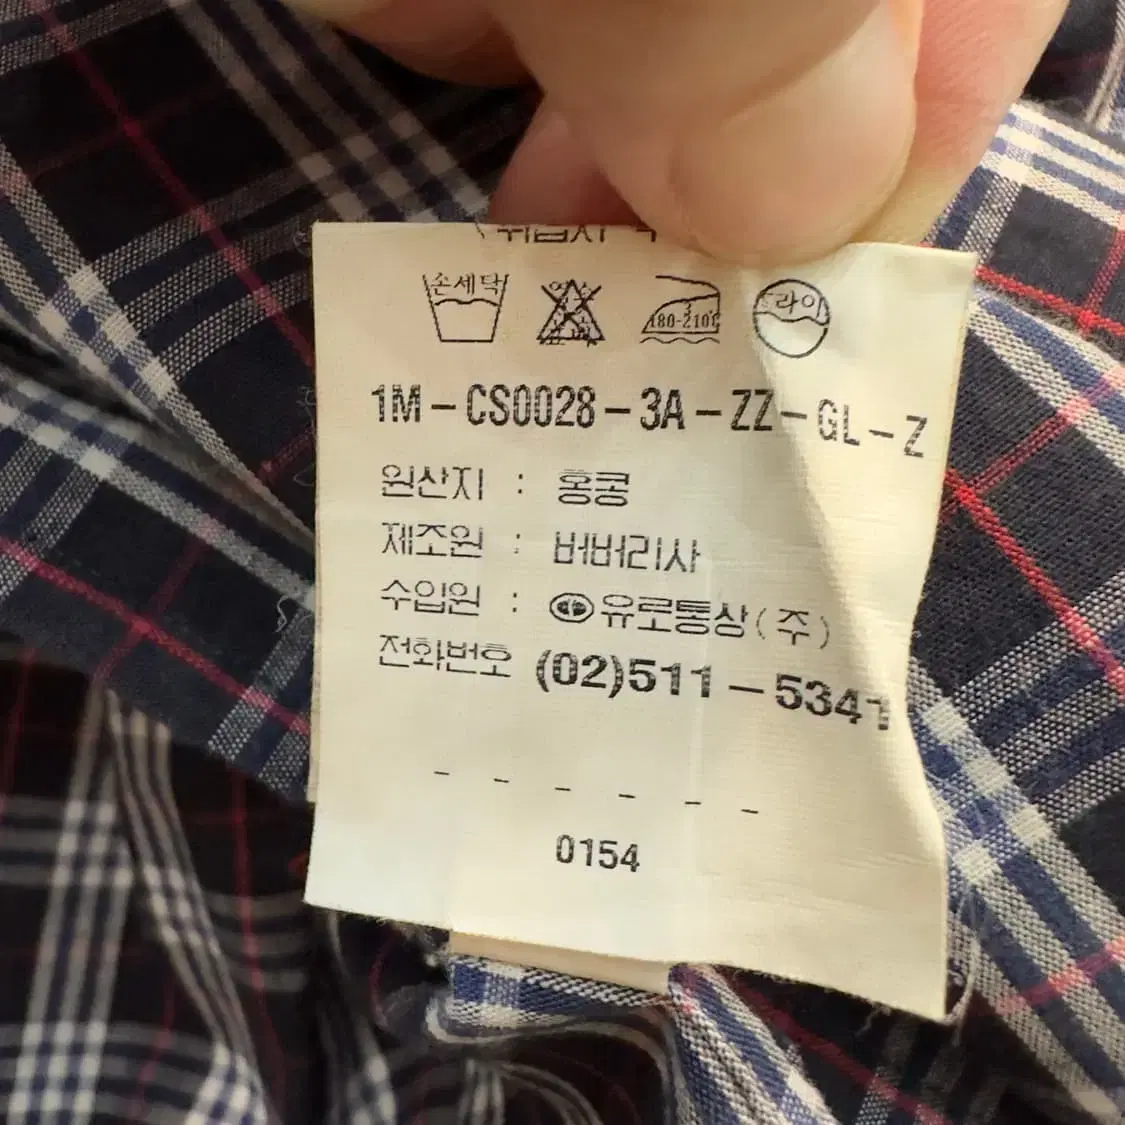 손세탁
180-210℃
드라이
1M-CS0028-3A-ZZ-GL-Z
원산지 : 홍콩
제조원 : 버버리사
수입원 : 유로통상(주)
전화번호 (02)511-5341
- - - - - -
0154